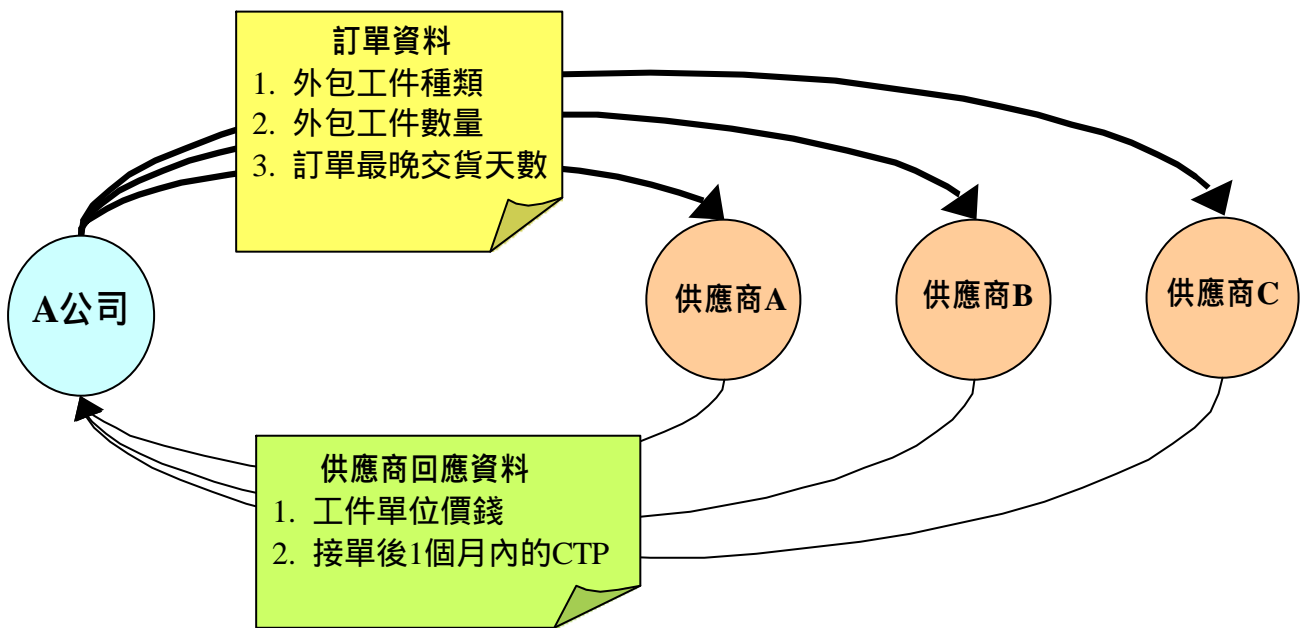 訂單資料
1. 外包工件種類
2. 外包工件數量
3. 訂單最晚交貨天數
A公司
供應商A
供應商B
供應商C
供應商回應資料
1. 工件單位價錢
2. 接單後1個月內的CTP